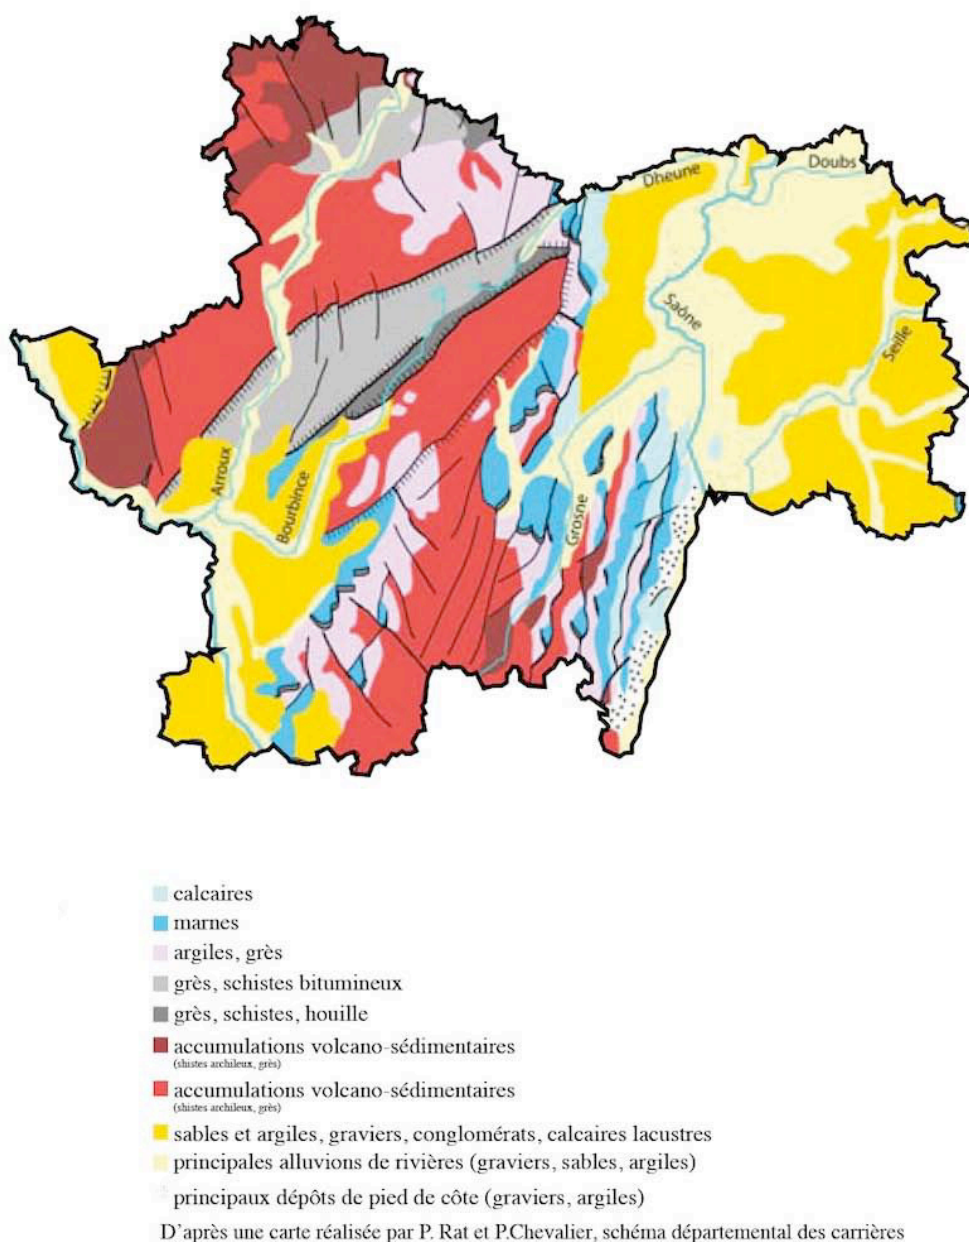 Dheune
Doubs
Saône
Seille
Arroux
Bourbince
Grosne
calcaires
marnes
argiles, grès
grès, schistes bitumineux
grès, schistes, houille
accumulations volcano-sédimentaires
(shistes archileux, grès)
accumulations volcano-sédimentaires
(shistes archileux, grès)
sables et argiles, graviers, conglomérats, calcaires lacustres
principales alluvions de rivières (graviers, sables, argiles)
principaux dépôts de pied de côte (graviers, argiles)
D'après une carte réalisée par P. Rat et P.Chevalier, schéma départemental des carrières